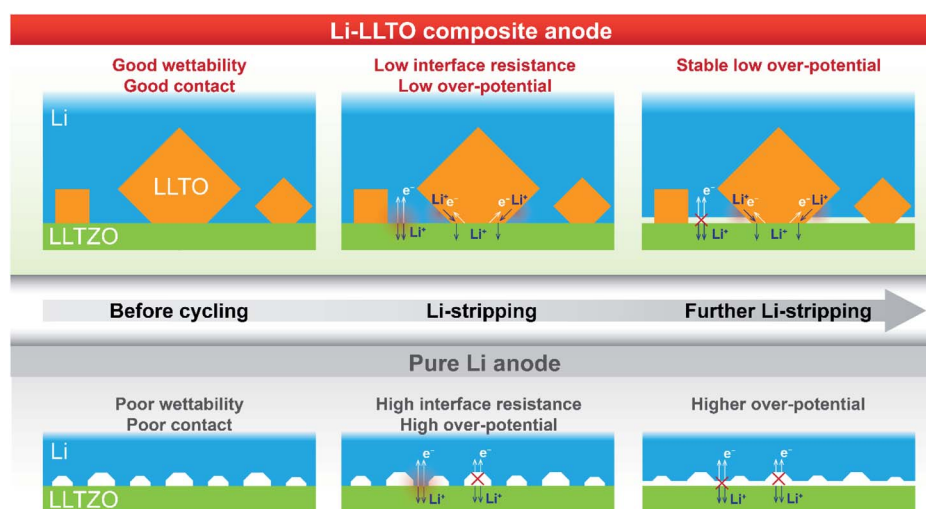 Li-LLTO composite anode
Good wettability
Good contact
Low interface resistance
Low over-potential
Stable low over-potential
Li
LLTO
LLTZO
e⁻
Li⁺
e⁻
e⁻
Li⁺
Li⁺
Li⁺
e⁻
Li⁺
e⁻
e⁻
Li⁺
Li⁺
Li⁺
Before cycling
Li-stripping
Further Li-stripping
Pure Li anode
Poor wettability
Poor contact
High interface resistance
High over-potential
Higher over-potential
Li
LLTZO
e⁻
e⁻
Li⁺
Li⁺
e⁻
e⁻
Li⁺
Li⁺